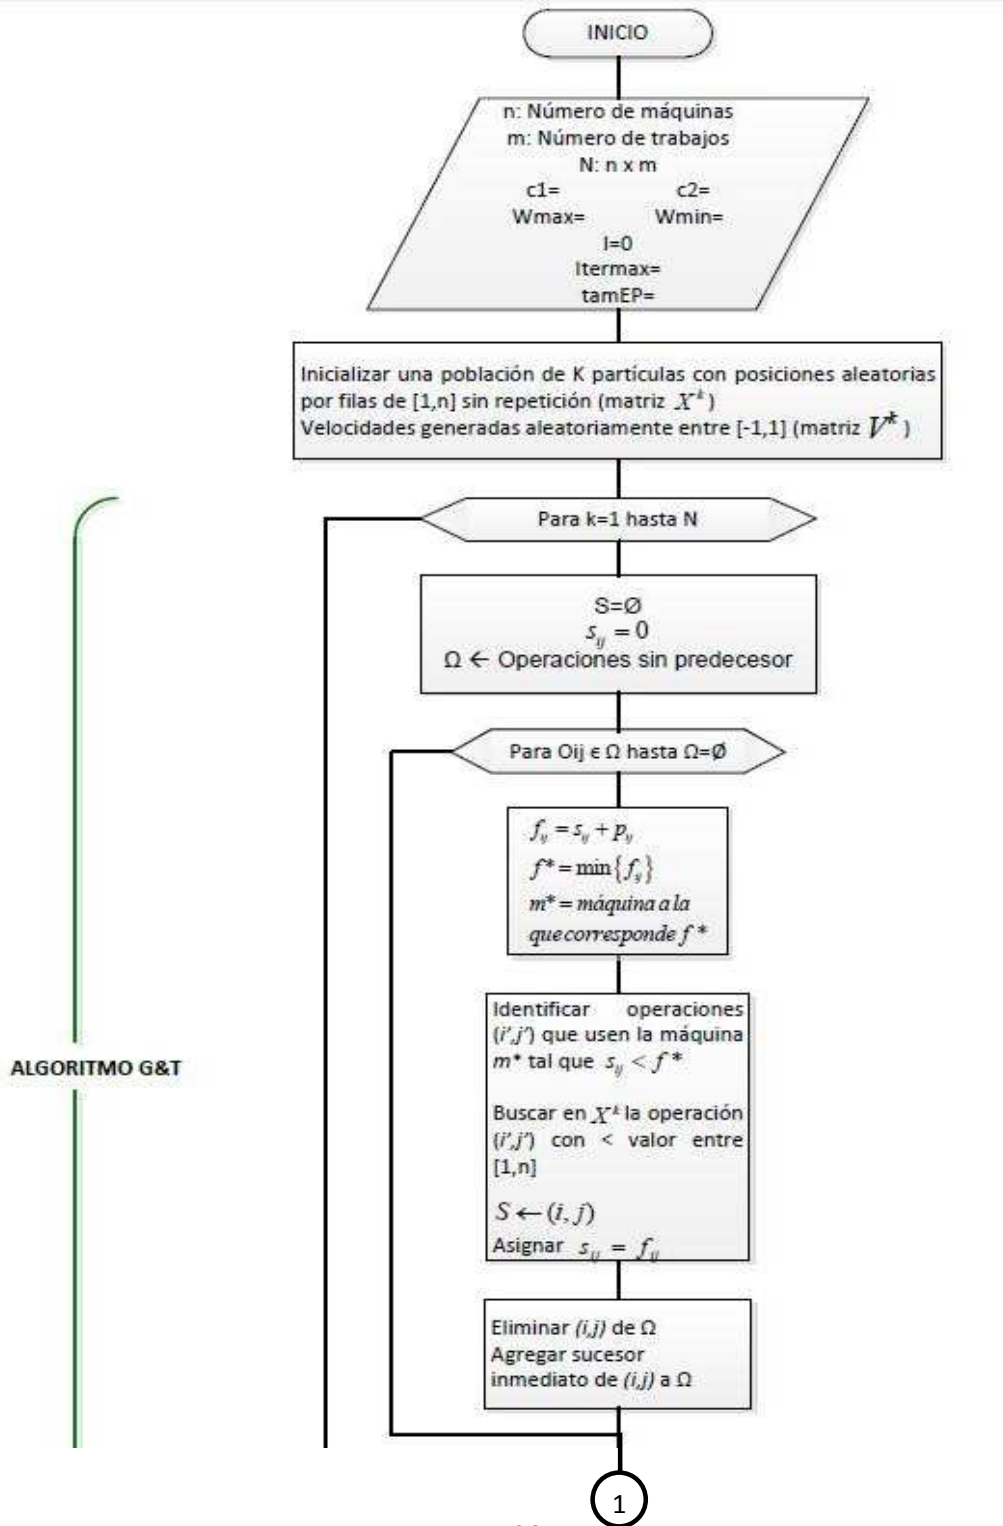 INICIO
n: Número de máquinas
m: Número de trabajos
N: n x m
c1= c2=
Wmax= Wmin=
I=0
Itermax=
tamEP=
Inicializar una población de K partículas con posiciones aleatorias
por filas de [1,n] sin repetición (matriz X^k)
Velocidades generadas aleatoriamente entre [-1,1] (matriz V^k)
Para k=1 hasta N
S=Ø
s_ij = 0
Ω ← Operaciones sin predecesor
Para Oij ϵ Ω hasta Ω=Ø
f_ij = s_ij + p_ij
f* = min{f_ij}
m* = máquina a la
que corresponde f*
Identificar operaciones
(i',j') que usen la máquina
m* tal que s_ij < f*
Buscar en X^k la operación
(i',j') con < valor entre
[1,n]
S ← (i, j)
Asignar s_ij = f_ij
Eliminar (i,j) de Ω
Agregar sucesor
inmediato de (i,j) a Ω
ALGORITMO G&T
1